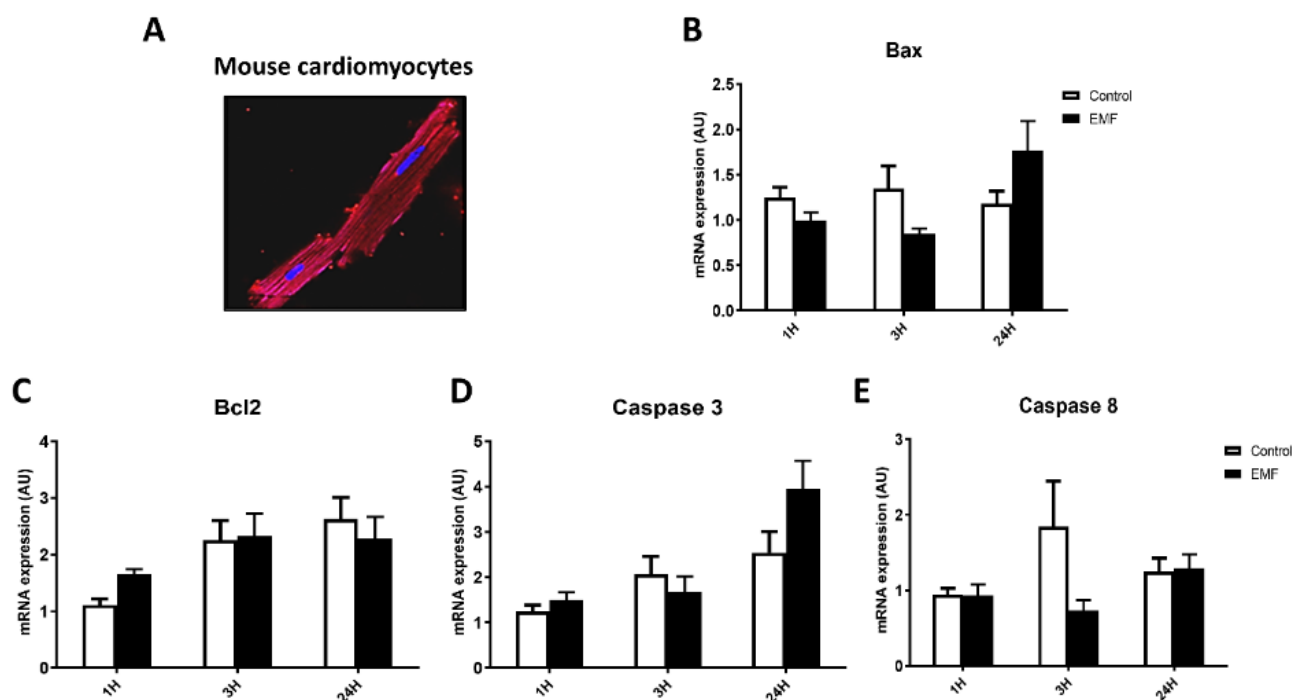 A
Mouse cardiomyocytes
B
Bax
mRNA expression (AU)
2.5
2.0
1.5
1.0
0.5
0.0
1H
3H
24H
Control
EMF
C
Bcl2
mRNA expression (AU)
4
3
2
1
0
1H
3H
24H
D
Caspase 3
mRNA expression (AU)
5
4
3
2
1
0
1H
3H
24H
E
Caspase 8
mRNA expression (AU)
3
2
1
0
1H
3H
24H
Control
EMF